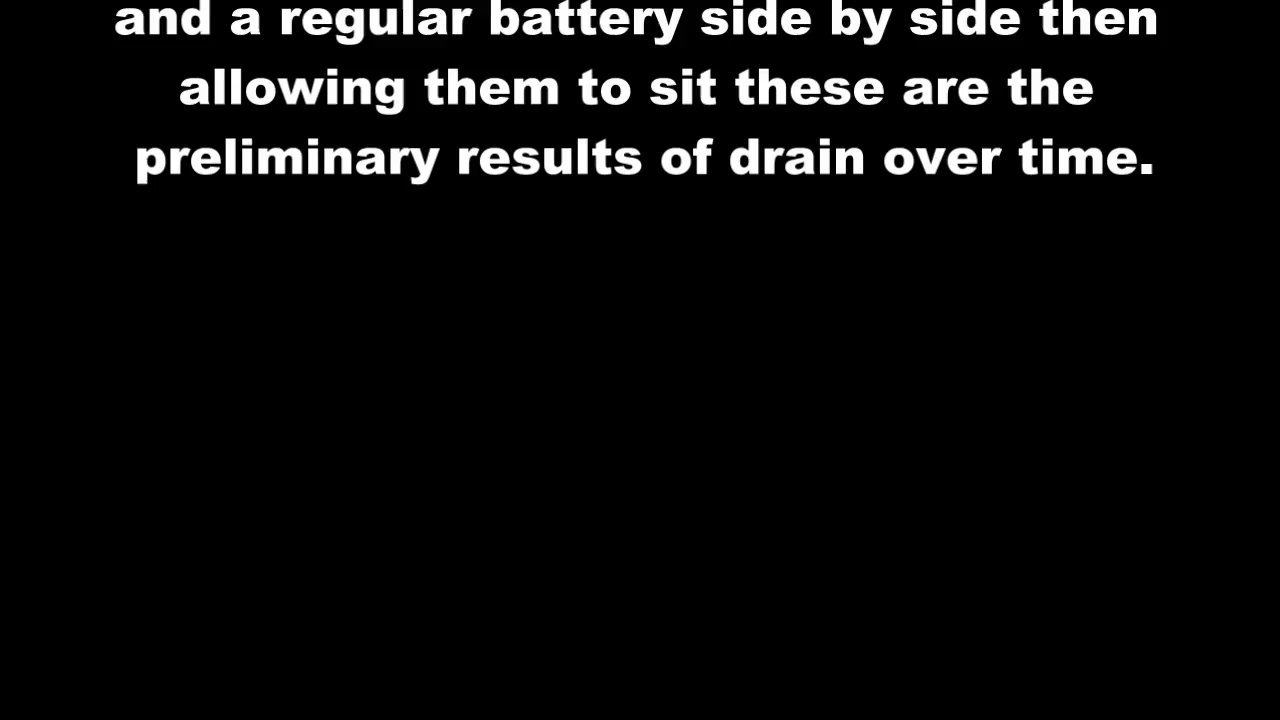 and a regular battery side by side then
allowing them to sit these are the
preliminary results of drain over time.